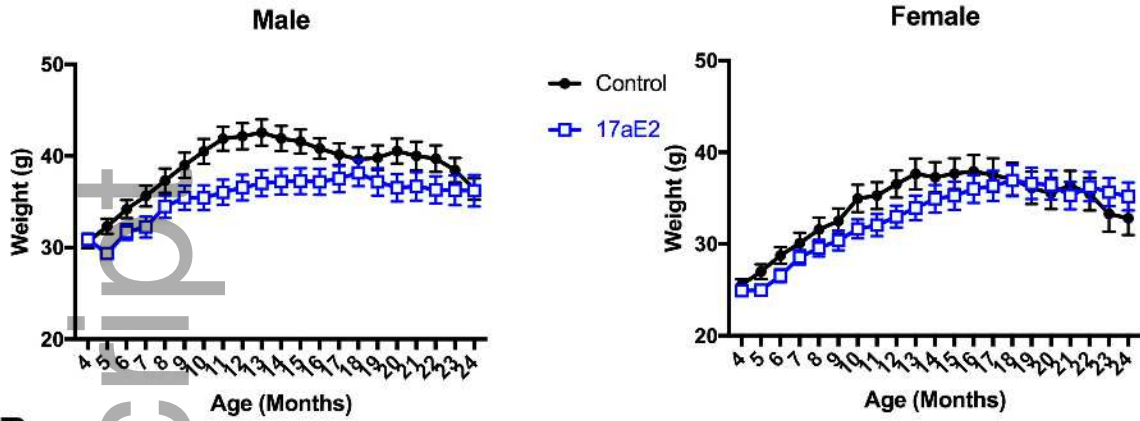 Male
Female
50
40
30
20
Weight (g)
4 5 6 7 8 9 10 11 12 13 14 15 16 17 18 19 20 21 22 23 24
Age (Months)
Control
17aE2
50
40
30
20
Weight (g)
4 5 6 7 8 9 10 11 12 13 14 15 16 17 18 19 20 21 22 23 24
Age (Months)
cript